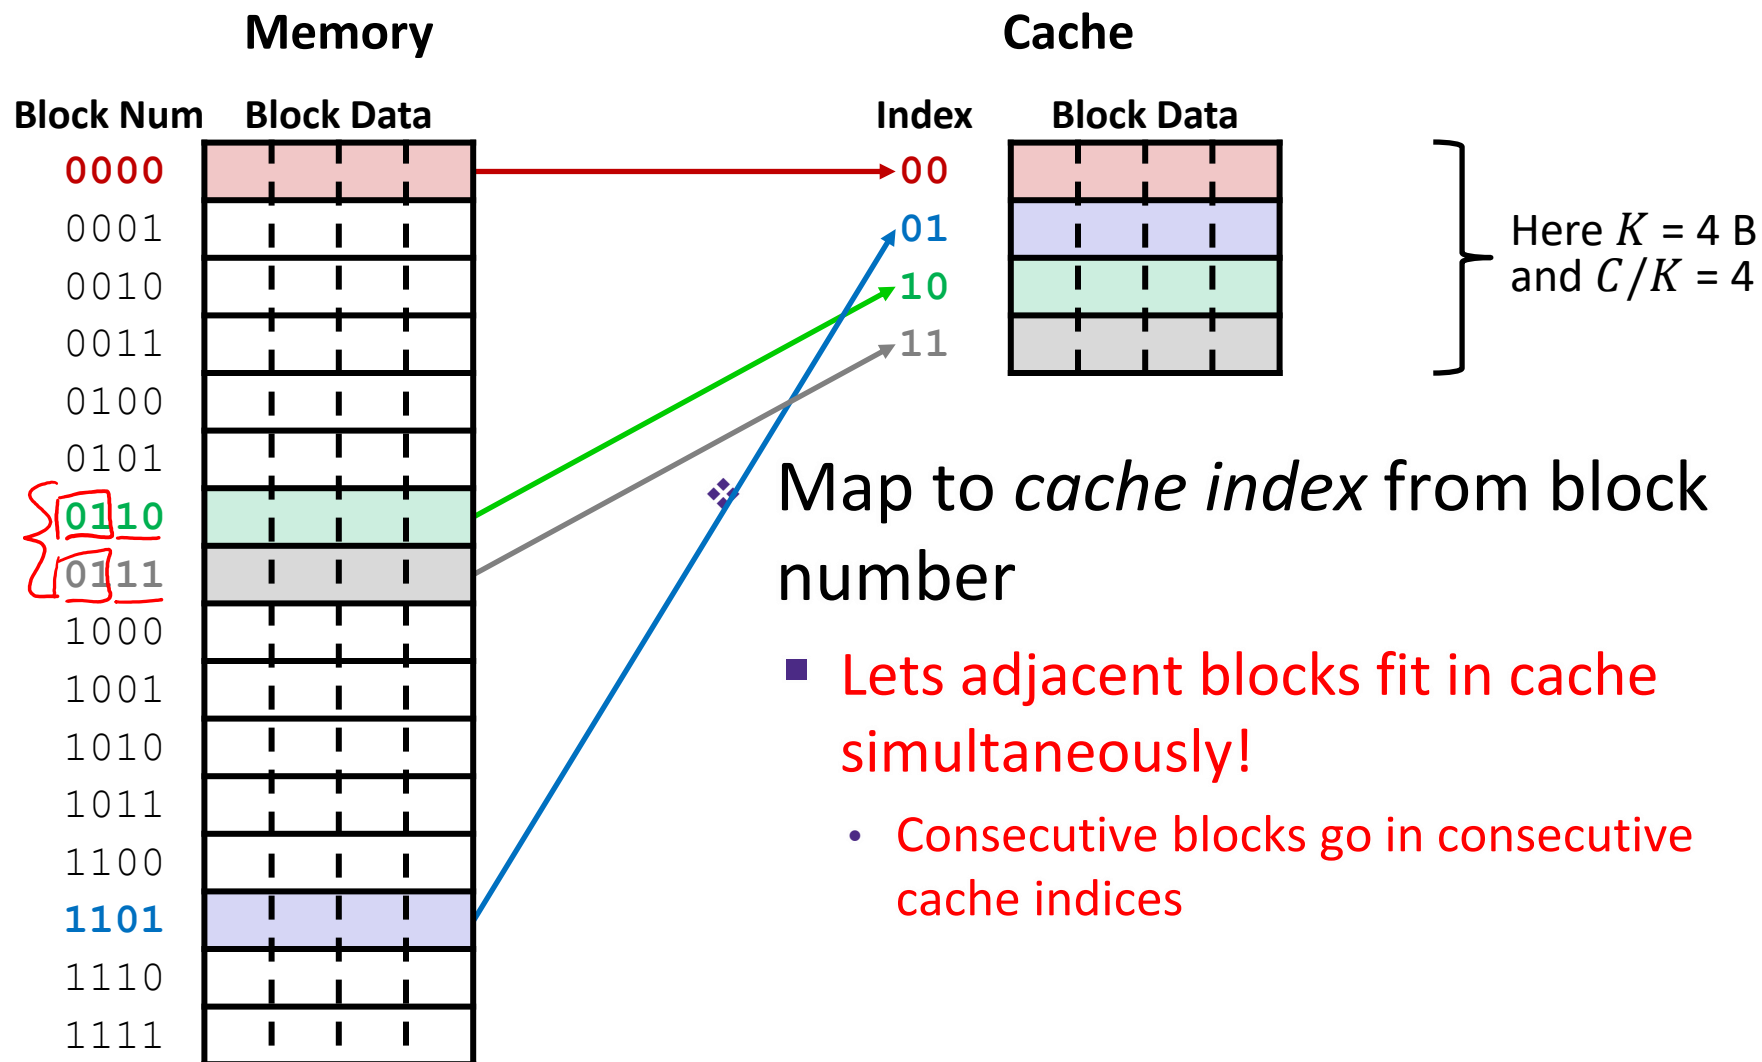 Memory
Cache
Block Num Block Data
Index Block Data
0000
0001
0010
0011
0100
0101
0110
0111
1000
1001
1010
1011
1100
1101
1110
1111
00
01
10
11
Here K = 4 B
and C/K = 4
Map to cache index from block
number
Lets adjacent blocks fit in cache
simultaneously!
Consecutive blocks go in consecutive
cache indices